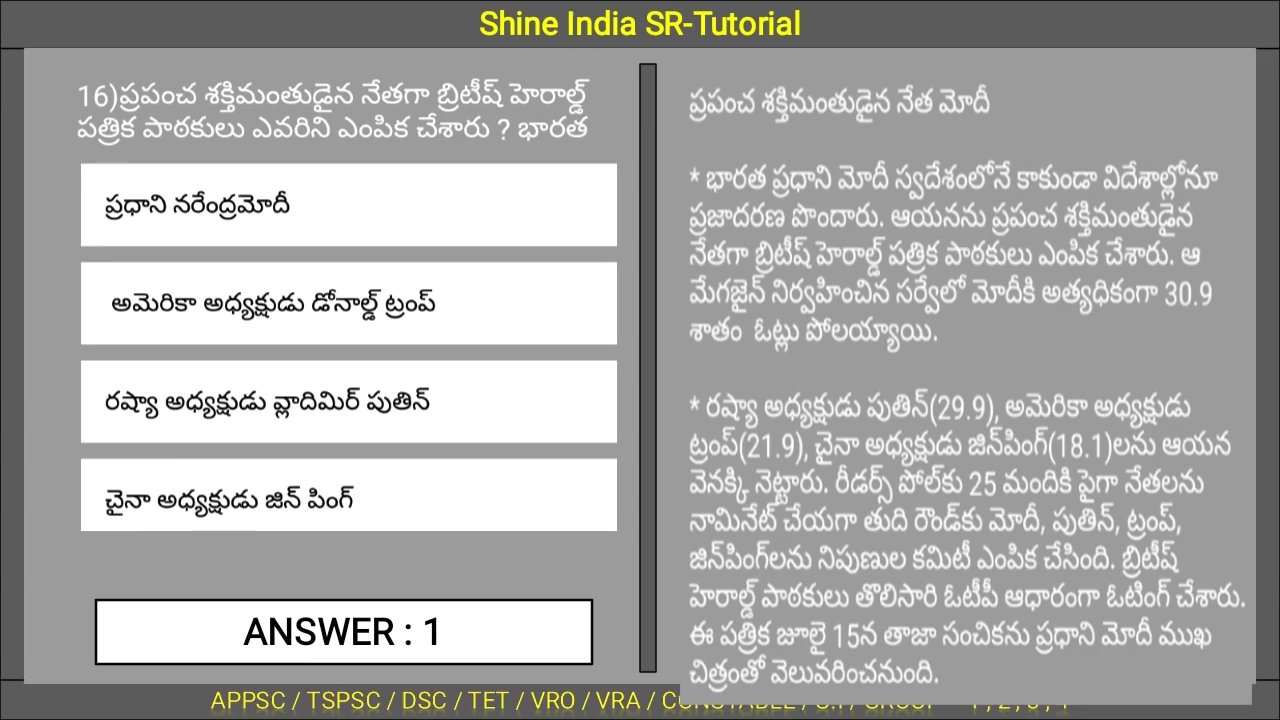 Shine India SR-Tutorial
16)ప్రపంచ శక్తిమంతుడైన నేతగా బ్రిటీష్ హెరాల్డ్
పత్రిక పాఠకులు ఎవరిని ఎంపిక చేశారు ? భారత
ప్రధాని నరేంద్రమోదీ
అమెరికా అధ్యక్షుడు డోనాల్డ్ ట్రంప్
రష్యా అధ్యక్షుడు వ్లాదిమిర్ పుతిన్
చైనా అధ్యక్షుడు జిన్ పింగ్
ANSWER : 1
ప్రపంచ శక్తిమంతుడైన నేత మోదీ
* భారత ప్రధాని మోదీ స్వదేశంలోనే కాకుండా విదేశాల్లోనూ
ప్రజాదరణ పొందారు. ఆయనను ప్రపంచ శక్తిమంతుడైన
నేతగా బ్రిటీష్ హెరాల్డ్ పత్రిక పాఠకులు ఎంపిక చేశారు. ఆ
మేగజైన్ నిర్వహించిన సర్వేలో మోదీకి అత్యధికంగా 30.9
శాతం ఓట్లు పోలయ్యాయి.
* రష్యా అధ్యక్షుడు పుతిన్(29.9), అమెరికా అధ్యక్షుడు
ట్రంప్(21.9), చైనా అధ్యక్షుడు జిన్‌పింగ్(18.1)లను ఆయన
వెనక్కి నెట్టారు. రీడర్స్ పోల్‌కు 25 మందికి పైగా నేతలను
నామినేట్ చేయగా తుది రౌండ్‌కు మోదీ, పుతిన్, ట్రంప్,
జిన్‌పింగ్‌లను నిపుణుల కమిటీ ఎంపిక చేసింది. బ్రిటీష్
హెరాల్డ్ పాఠకులు తొలిసారి ఓటీపీ ఆధారంగా ఓటింగ్ చేశారు.
ఈ పత్రిక జూలై 15న తాజా సంచికను ప్రధాని మోదీ ముఖ
చిత్రంతో వెలువరించనుంది.
APPSC / TSPSC / DSC / TET / VRO / VRA /